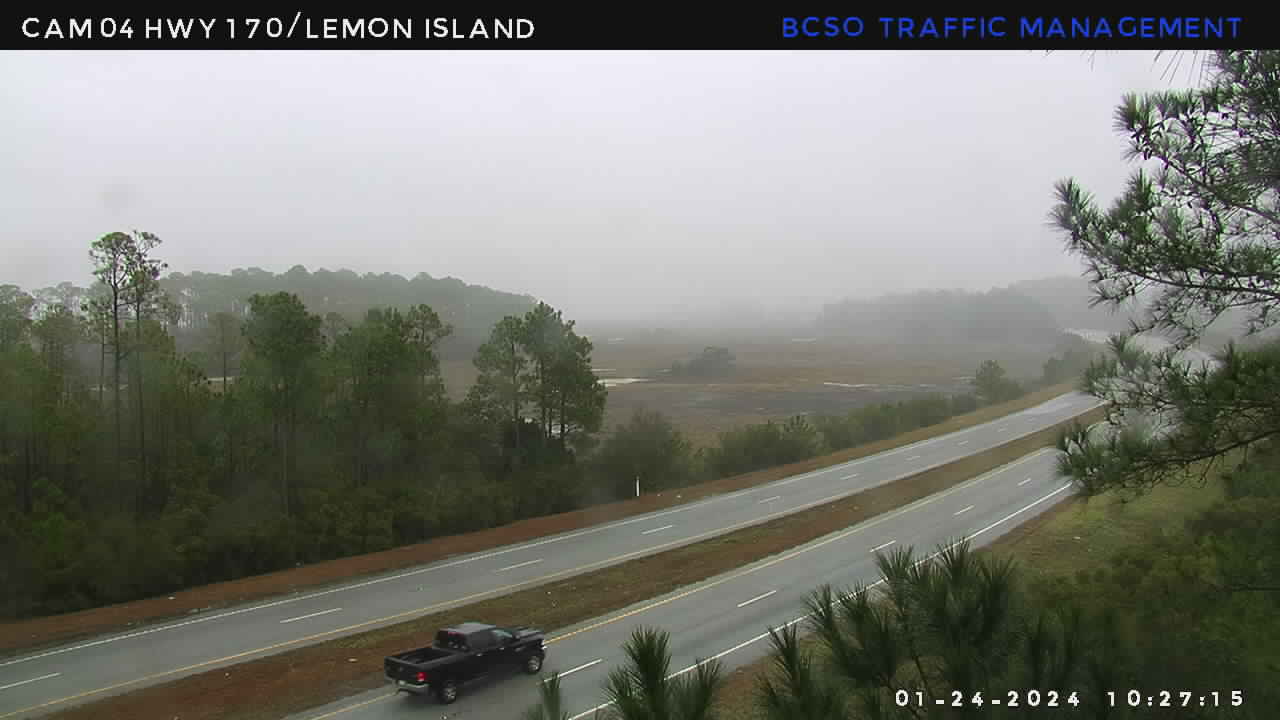 CAM04 HWY 170/LEMON ISLAND
BCSO TRAFFIC MANAGEMENT
01-24-2024 10:27:15